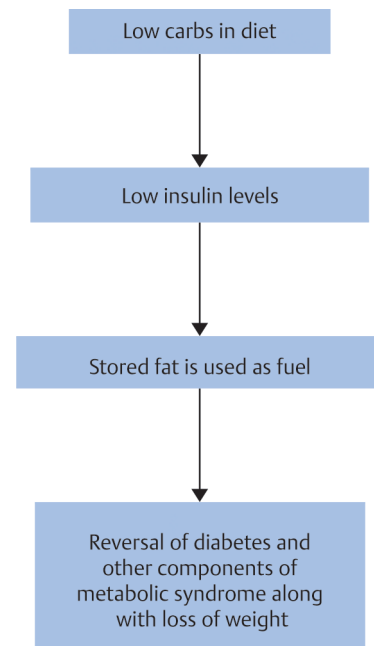 Low carbs in diet
Low insulin levels
Stored fat is used as fuel
Reversal of diabetes and
other components of
metabolic syndrome along
with loss of weight